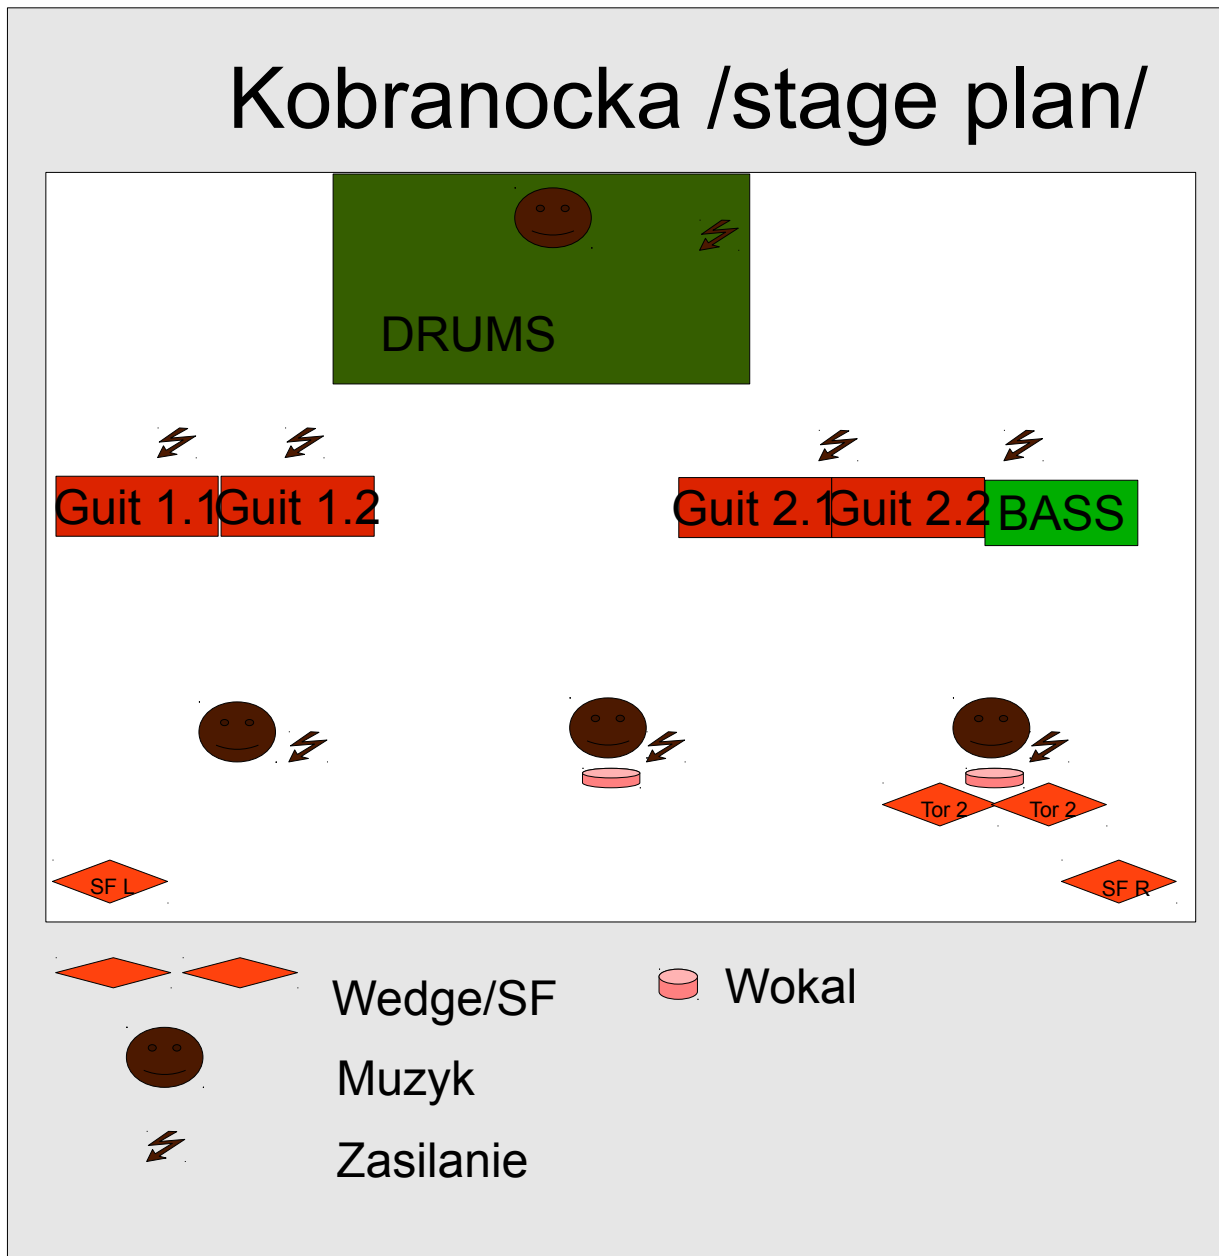 Kobranocka /stage plan/
DRUMS
Guit 1.1 Guit 1.2 Guit 2.1 Guit 2.2 BASS
Tor 2 Tor 2
SF L SF R
Wedge/SF Wokal
Muzyk
Zasilanie